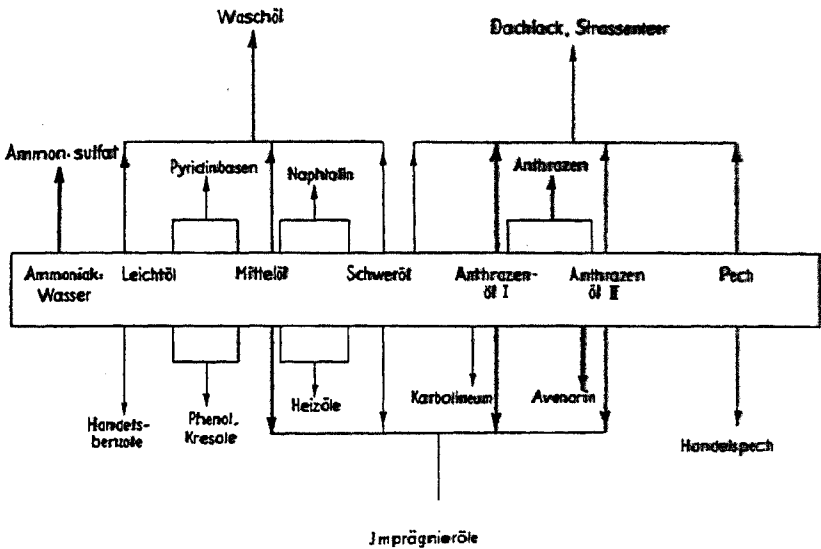 Waschöl
Dachlack, Strassenteer
Ammon. sulfat
Pyridinbasen
Naphtalin
Anthrazen
Ammoniak-
Wasser
Leichtöl
Mittelöl
Schweröl
Anthrazen-
öl I
Anthrazen
öl II
Pech
Handels-
benzole
Phenol,
Kresole
Heizöle
Karbolineum
Avenarin
Handelspech
Imprägnieröle